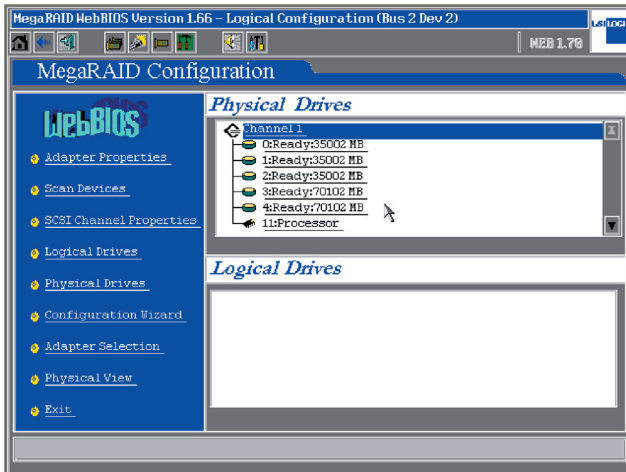 MegaRAID WebBIOS Version 1.66 - Logical Configuration (Bus 2 Dev 2)
LSI LOGI
WEB 1.70
MegaRAID Configuration
WebBIOS
Adapter Properties
Scan Devices
SCSI Channel Properties
Logical Drives
Physical Drives
Configuration Wizard
Adapter Selection
Physical View
Exit
Physical Drives
Channel 1
0:Ready:35002 MB
1:Ready:35002 MB
2:Ready:35002 MB
3:Ready:70102 MB
4:Ready:70102 MB
11:Processor
Logical Drives